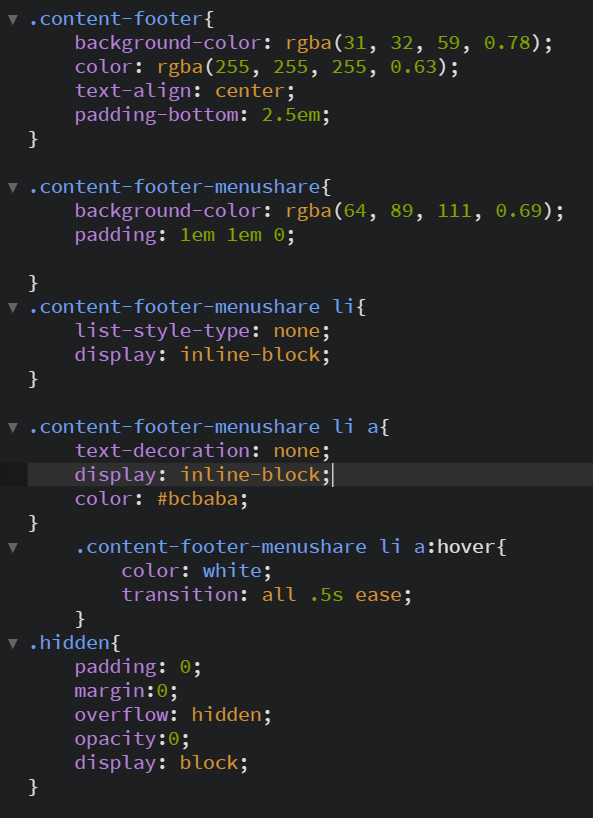 .content-footer{
    background-color: rgba(31, 32, 59, 0.78);
    color: rgba(255, 255, 255, 0.63);
    text-align: center;
    padding-bottom: 2.5em;
}

.content-footer-menushare{
    background-color: rgba(64, 89, 111, 0.69);
    padding: 1em 1em 0;

}
.content-footer-menushare li{
    list-style-type: none;
    display: inline-block;
}

.content-footer-menushare li a{
    text-decoration: none;
    display: inline-block;
    color: #bcbaba;
}
    .content-footer-menushare li a:hover{
        color: white;
        transition: all .5s ease;
    }
.hidden{
    padding: 0;
    margin:0;
    overflow: hidden;
    opacity:0;
    display: block;
}